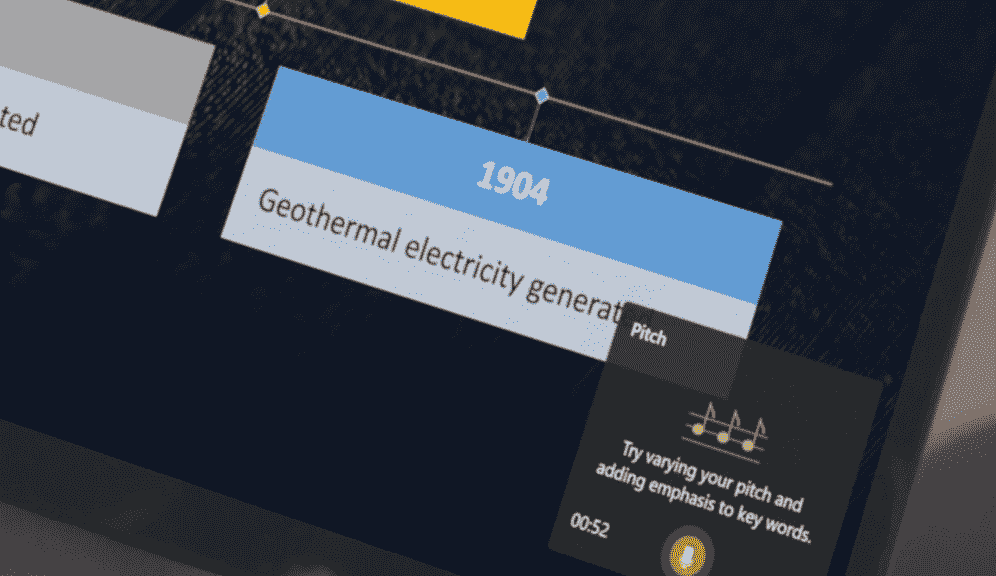 ted
1904
Geothermal electricity generat
Pitch
Try varying your pitch and
adding emphasis to key words.
00:52